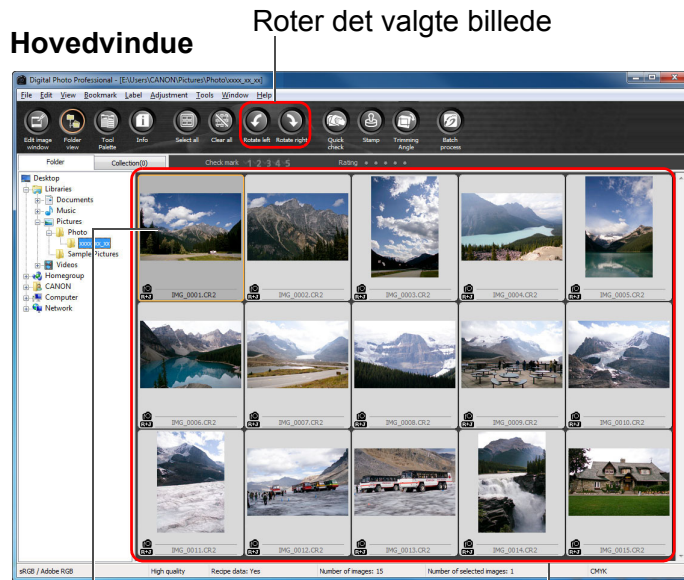 Roter det valgte billede
Hovedvindue
Digital Photo Professional - [E:\Users\CANON\Pictures\Photo\xxxx_xx_xx]
File Edit View Bookmark Label Adjustment Tools Window Help
Edit image window
Folder view
Tool Palette
Info
Select all
Clear all
Rotate left
Rotate right
Quick check
Stamp
Trimming Angle
Batch process
Folder
Collection(0)
Check mark 1 2 3 4 5
Rating
Desktop
Libraries
Documents
Music
Pictures
Photo
xxxx_xx_xx
Sample Pictures
Videos
Homegroup
CANON
Computer
Network
R+J IMG_0001.CR2
R+J IMG_0002.CR2
R+J IMG_0003.CR2
R+J IMG_0004.CR2
R+J IMG_0005.CR2
R+J IMG_0006.CR2
R+J IMG_0007.CR2
R+J IMG_0008.CR2
R+J IMG_0009.CR2
R+J IMG_0010.CR2
R+J IMG_0011.CR2
R+J IMG_0012.CR2
R+J IMG_0013.CR2
R+J IMG_0014.CR2
R+J IMG_0015.CR2
sRGB / Adobe RGB
High quality
Recipe data: Yes
Number of images: 15
Number of selected images: 1
CMYK